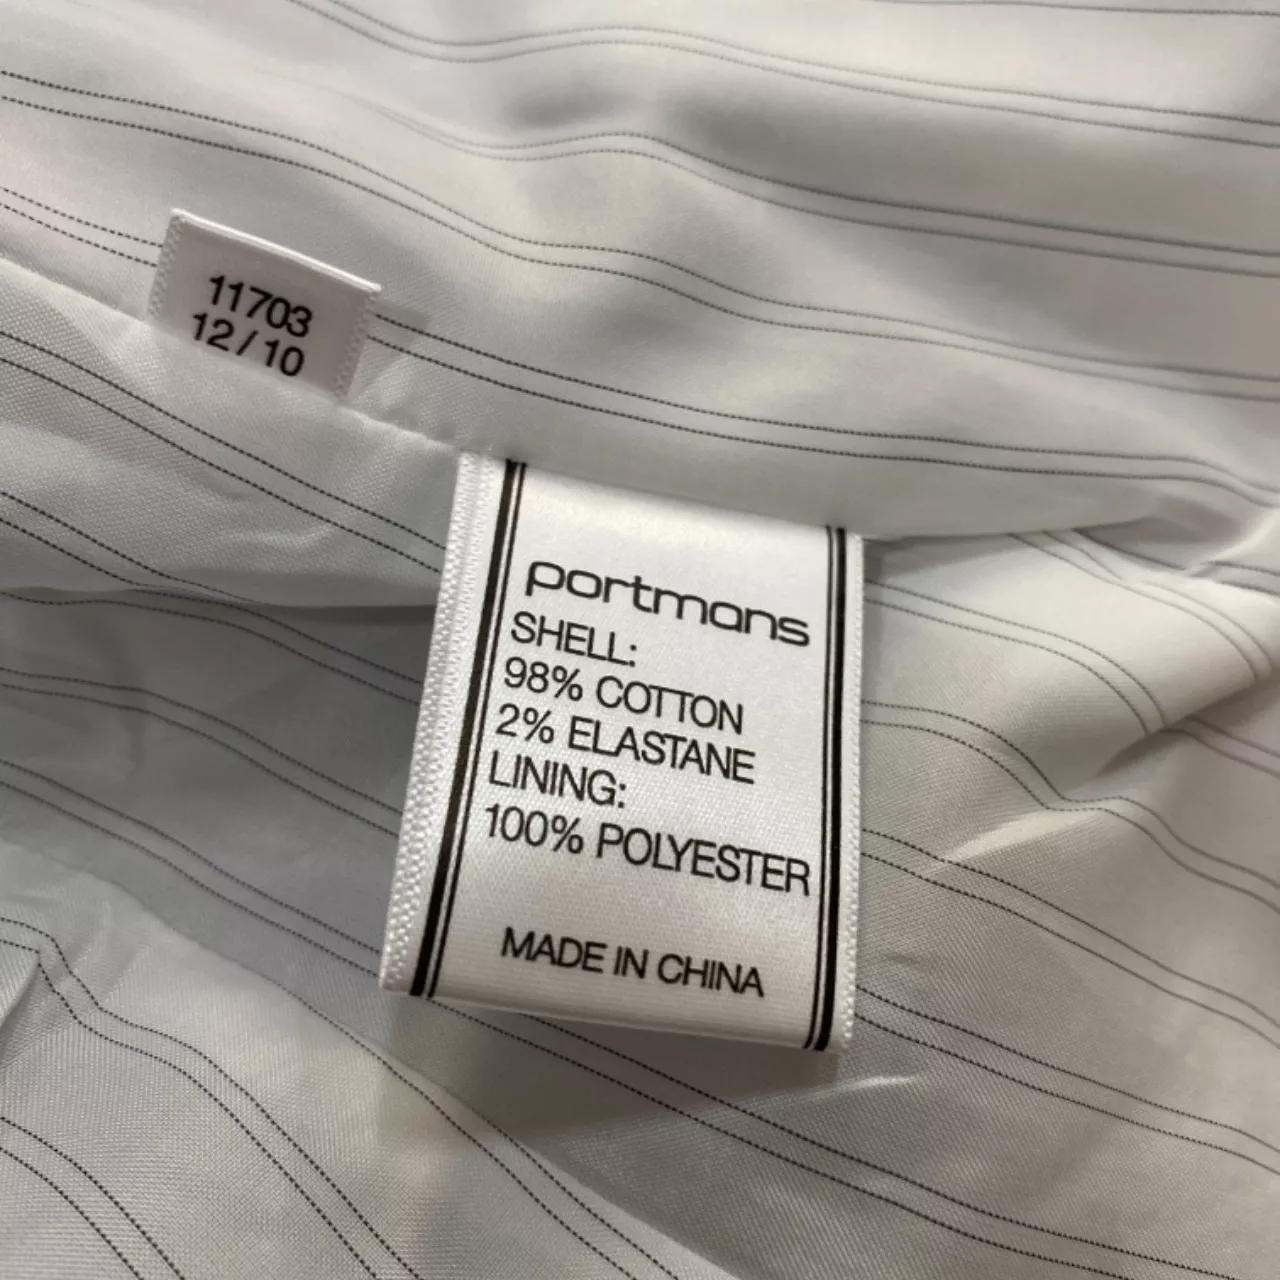 11703
12/10
portmans
SHELL:
98% COTTON
2% ELASTANE
LINING:
100% POLYESTER
MADE IN CHINA